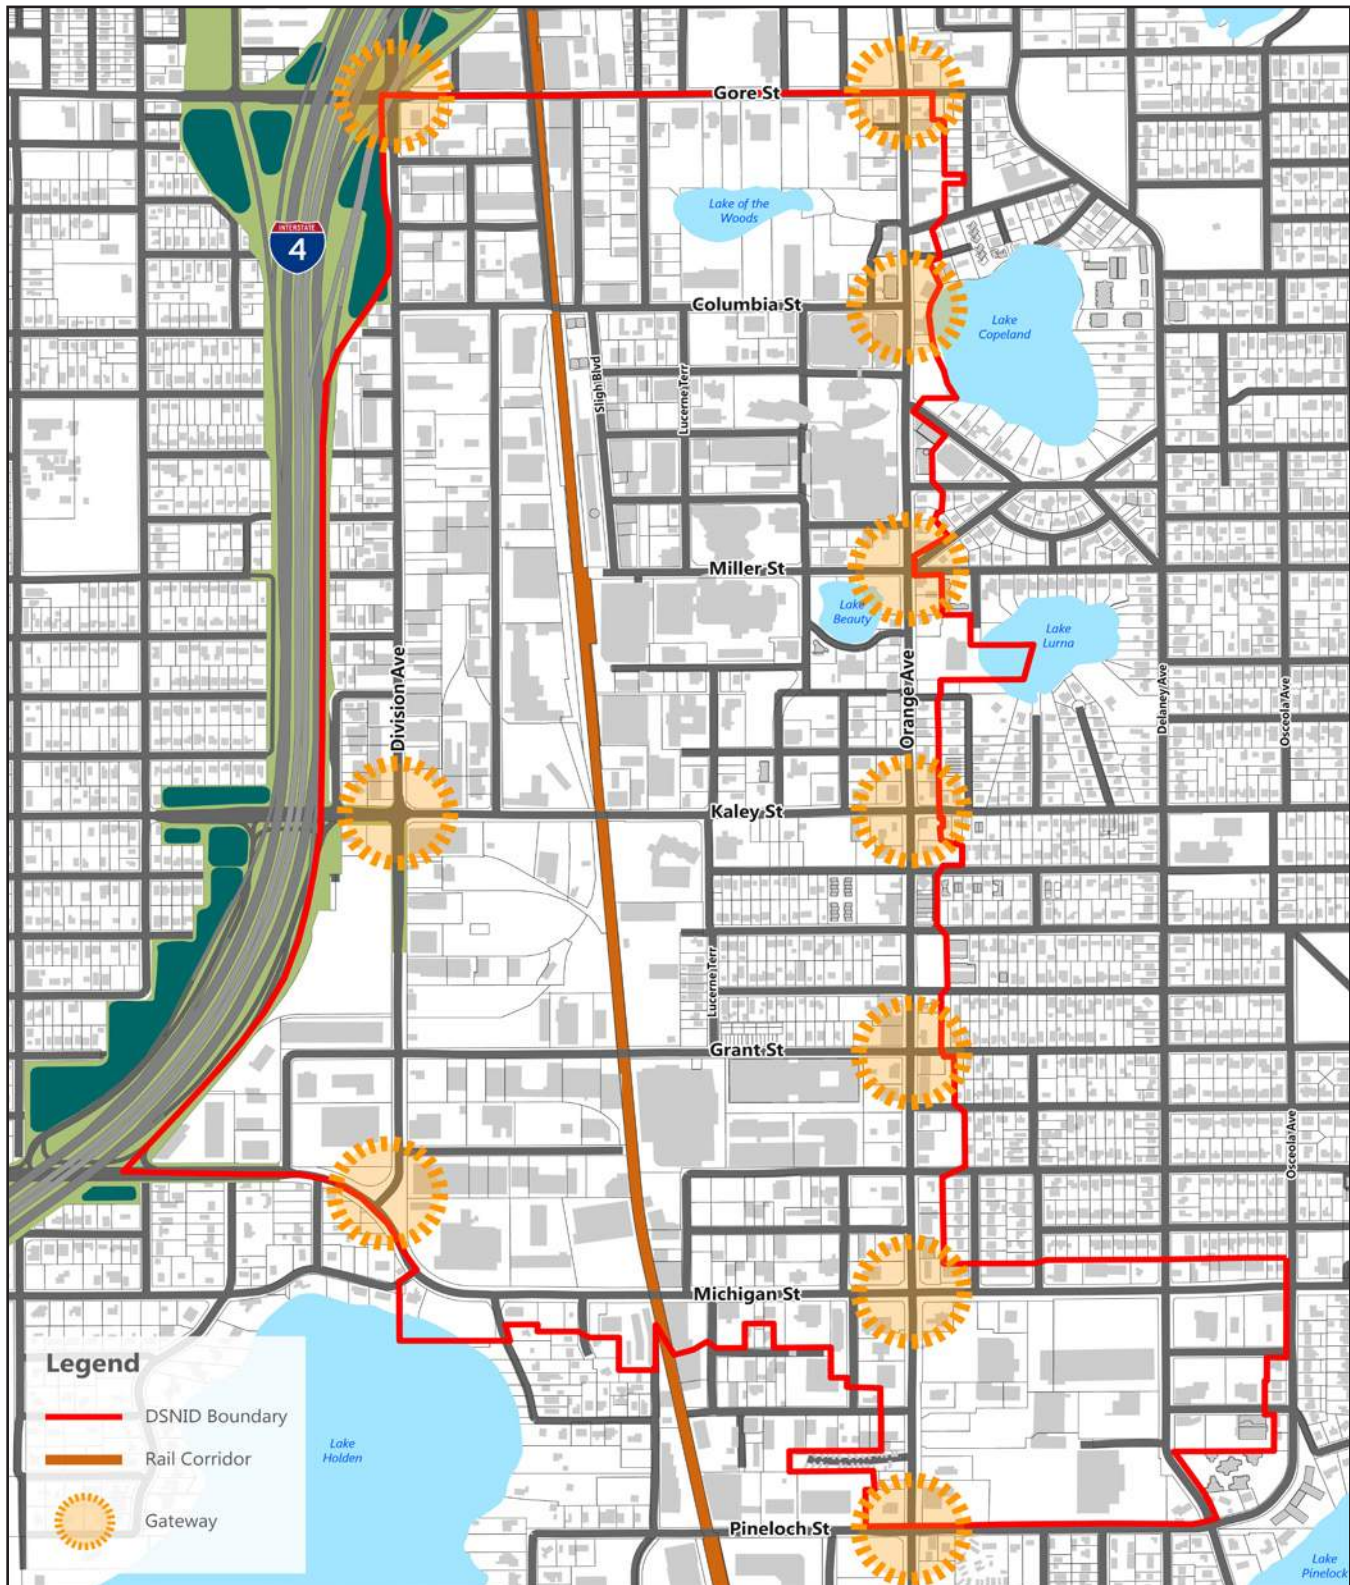 Gore St
Lake of the
Woods
INTERSTATE
4
Columbia St
Lake
Copeland
Sligh Blvd
Lucerne Terr
Miller St
Lake
Beauty
Lake
Lurna
Division Ave
Orange Ave
Delaney Ave
Osceola Ave
Kaley St
Lucerne Terr
Grant St
Osceola Ave
Michigan St
Legend
DSNID Boundary
Rail Corridor
Gateway
Lake
Holden
Pineloch St
Lake
Pinelock